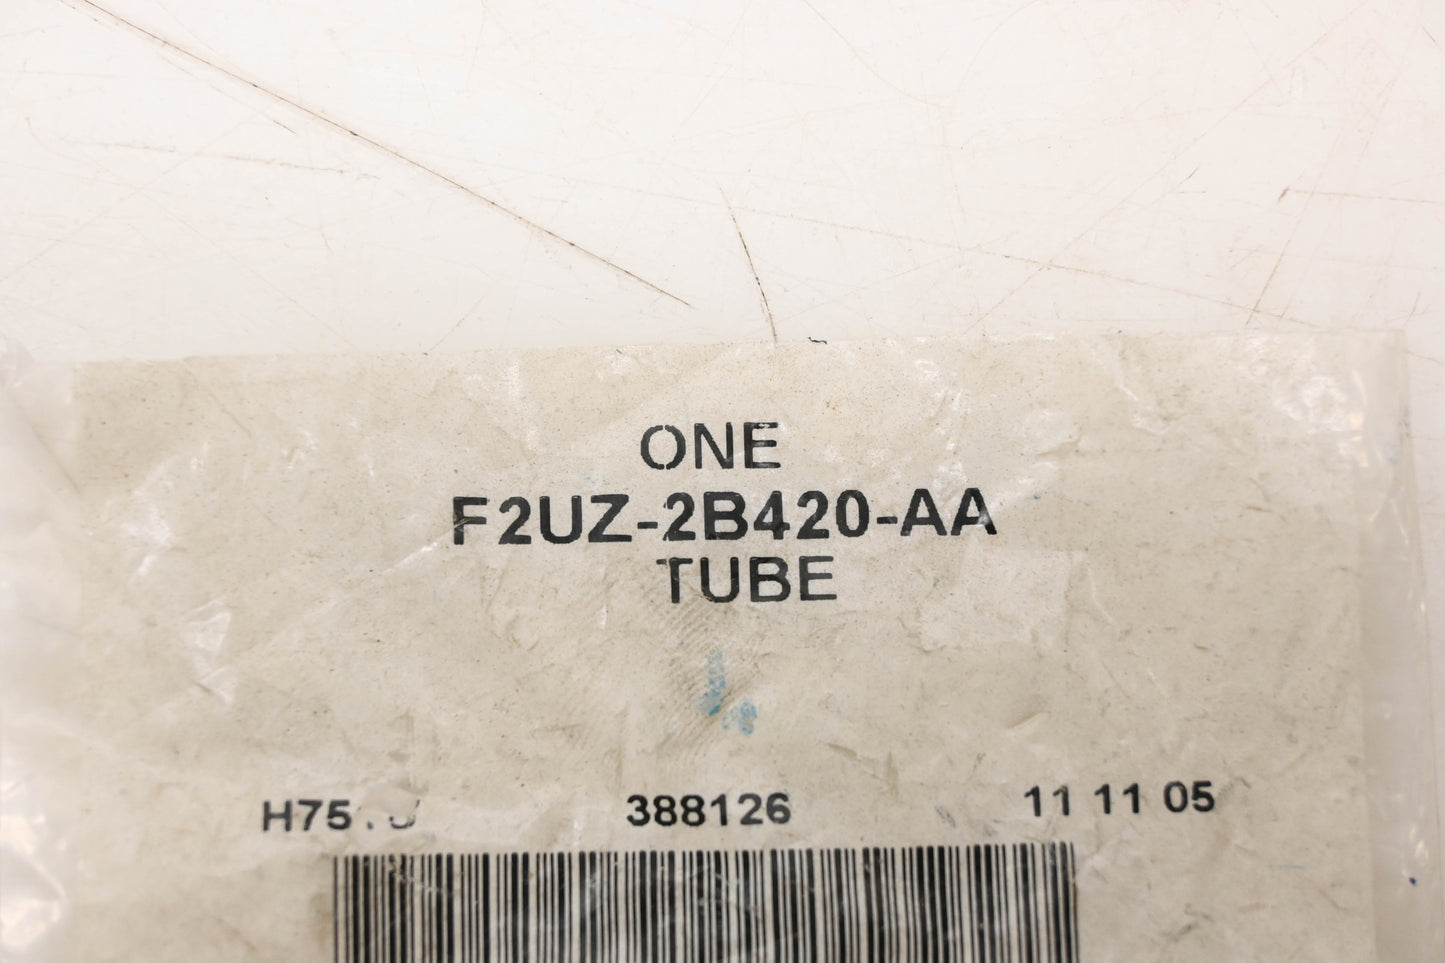 ONE
F2UZ-2B420-AA
TUBE
388126 11 11 05